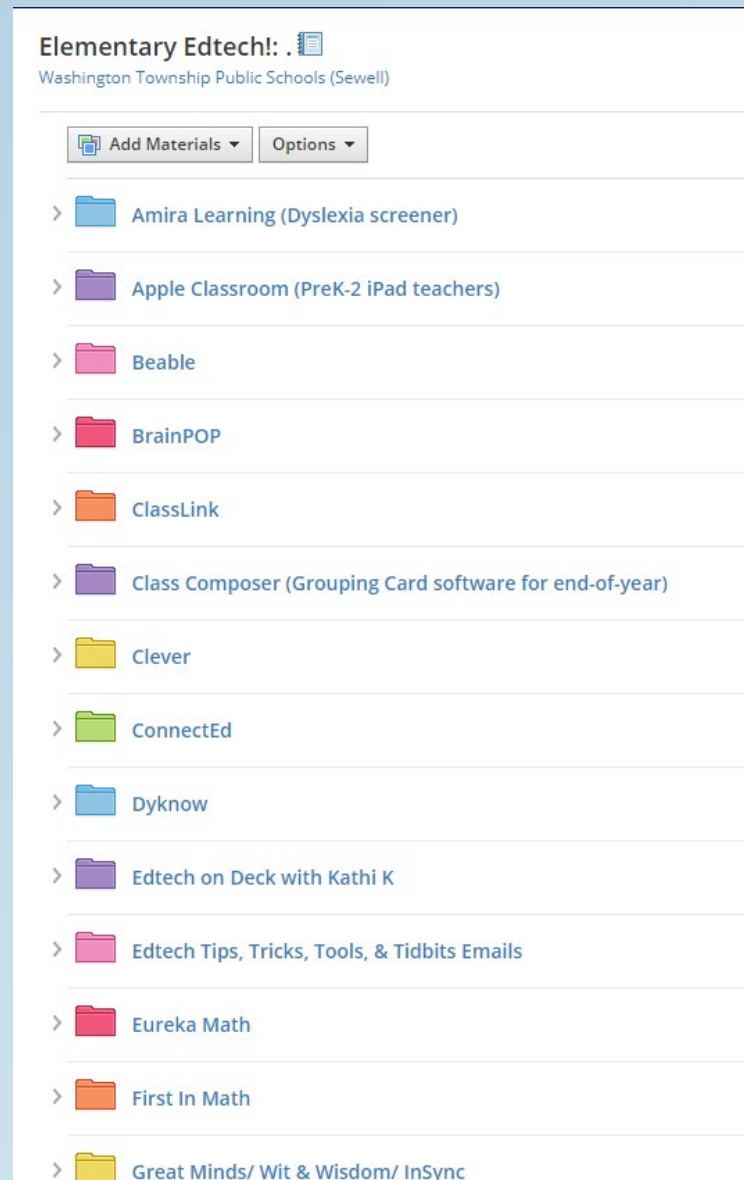 Elementary Edtech!: .
Washington Township Public Schools (Sewell)
Add Materials Options
Amira Learning (Dyslexia screener)
Apple Classroom (PreK-2 iPad teachers)
Beable
BrainPOP
ClassLink
Class Composer (Grouping Card software for end-of-year)
Clever
ConnectEd
Dyknow
Edtech on Deck with Kathi K
Edtech Tips, Tricks, Tools, & Tidbits Emails
Eureka Math
First In Math
Great Minds/ Wit & Wisdom/ InSync